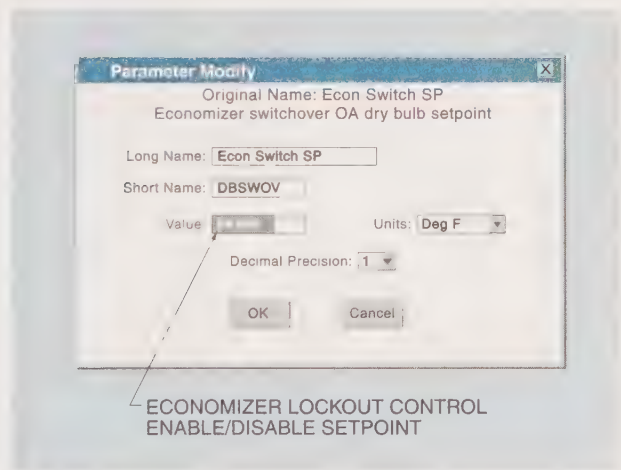 Parameter Modify
X
Original Name: Econ Switch SP
Economizer switchover OA dry bulb setpoint
Long Name: Econ Switch SP
Short Name: DBSWOV
Value
Units: Deg F
Decimal Precision: 1
OK Cancel
ECONOMIZER LOCKOUT CONTROL
ENABLE/DISABLE SETPOINT